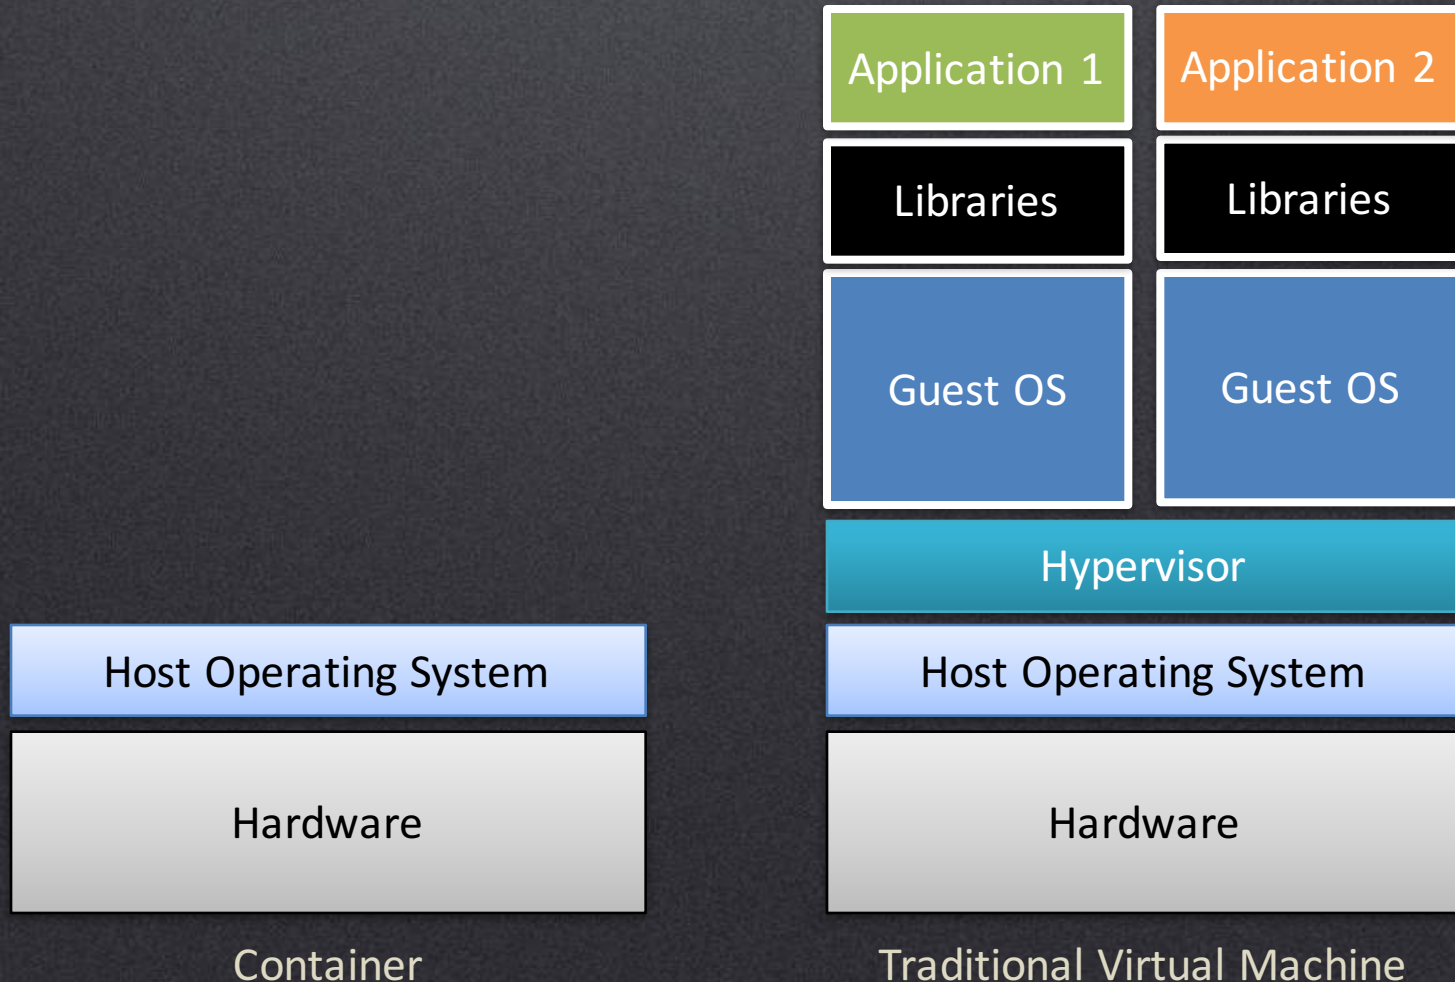 Application 1
Application 2
Libraries
Libraries
Guest OS
Guest OS
Hypervisor
Host Operating System
Host Operating System
Hardware
Hardware
Container
Traditional Virtual Machine